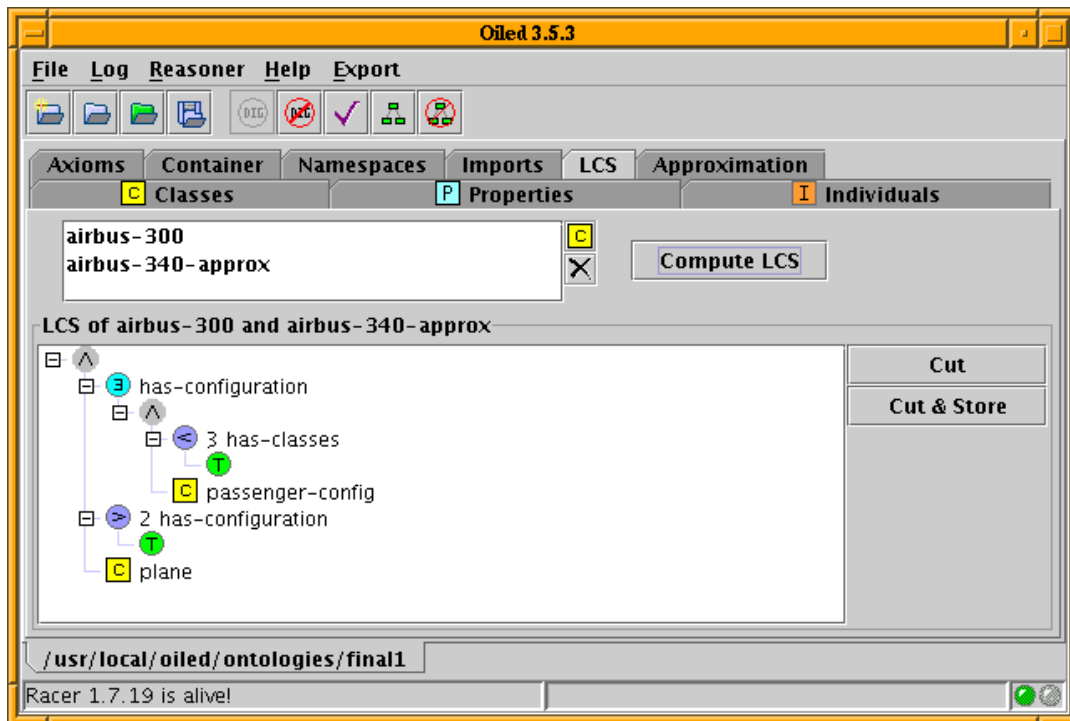 Oiled 3.5.3
File Log Reasoner Help Export
DIG DIG
Axioms Container Namespaces Imports LCS Approximation
C Classes P Properties I Individuals
airbus-300 C
airbus-340-approx X Compute LCS
LCS of airbus-300 and airbus-340-approx
∧
∃ has-configuration Cut
∧ Cut & Store
< 3 has-classes
T
C passenger-config
> 2 has-configuration
T
C plane
/usr/local/oiled/ontologies/final1
Racer 1.7.19 is alive!